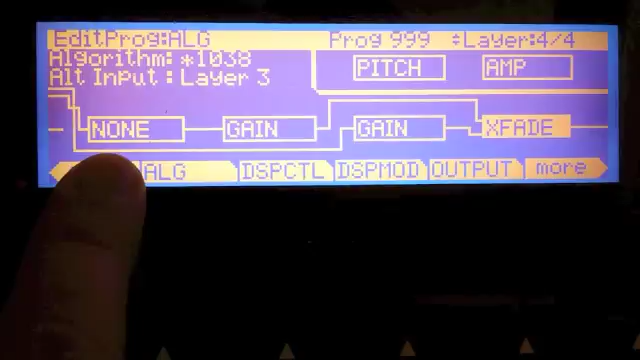 EditProg:ALG Prog 999 ÷Layer:4/4
Algorithm: *1038 PITCH AMP
Alt Input : Layer 3
NONE GAIN GAIN XFADE
ALG DSPCTL DSPMOD OUTPUT more